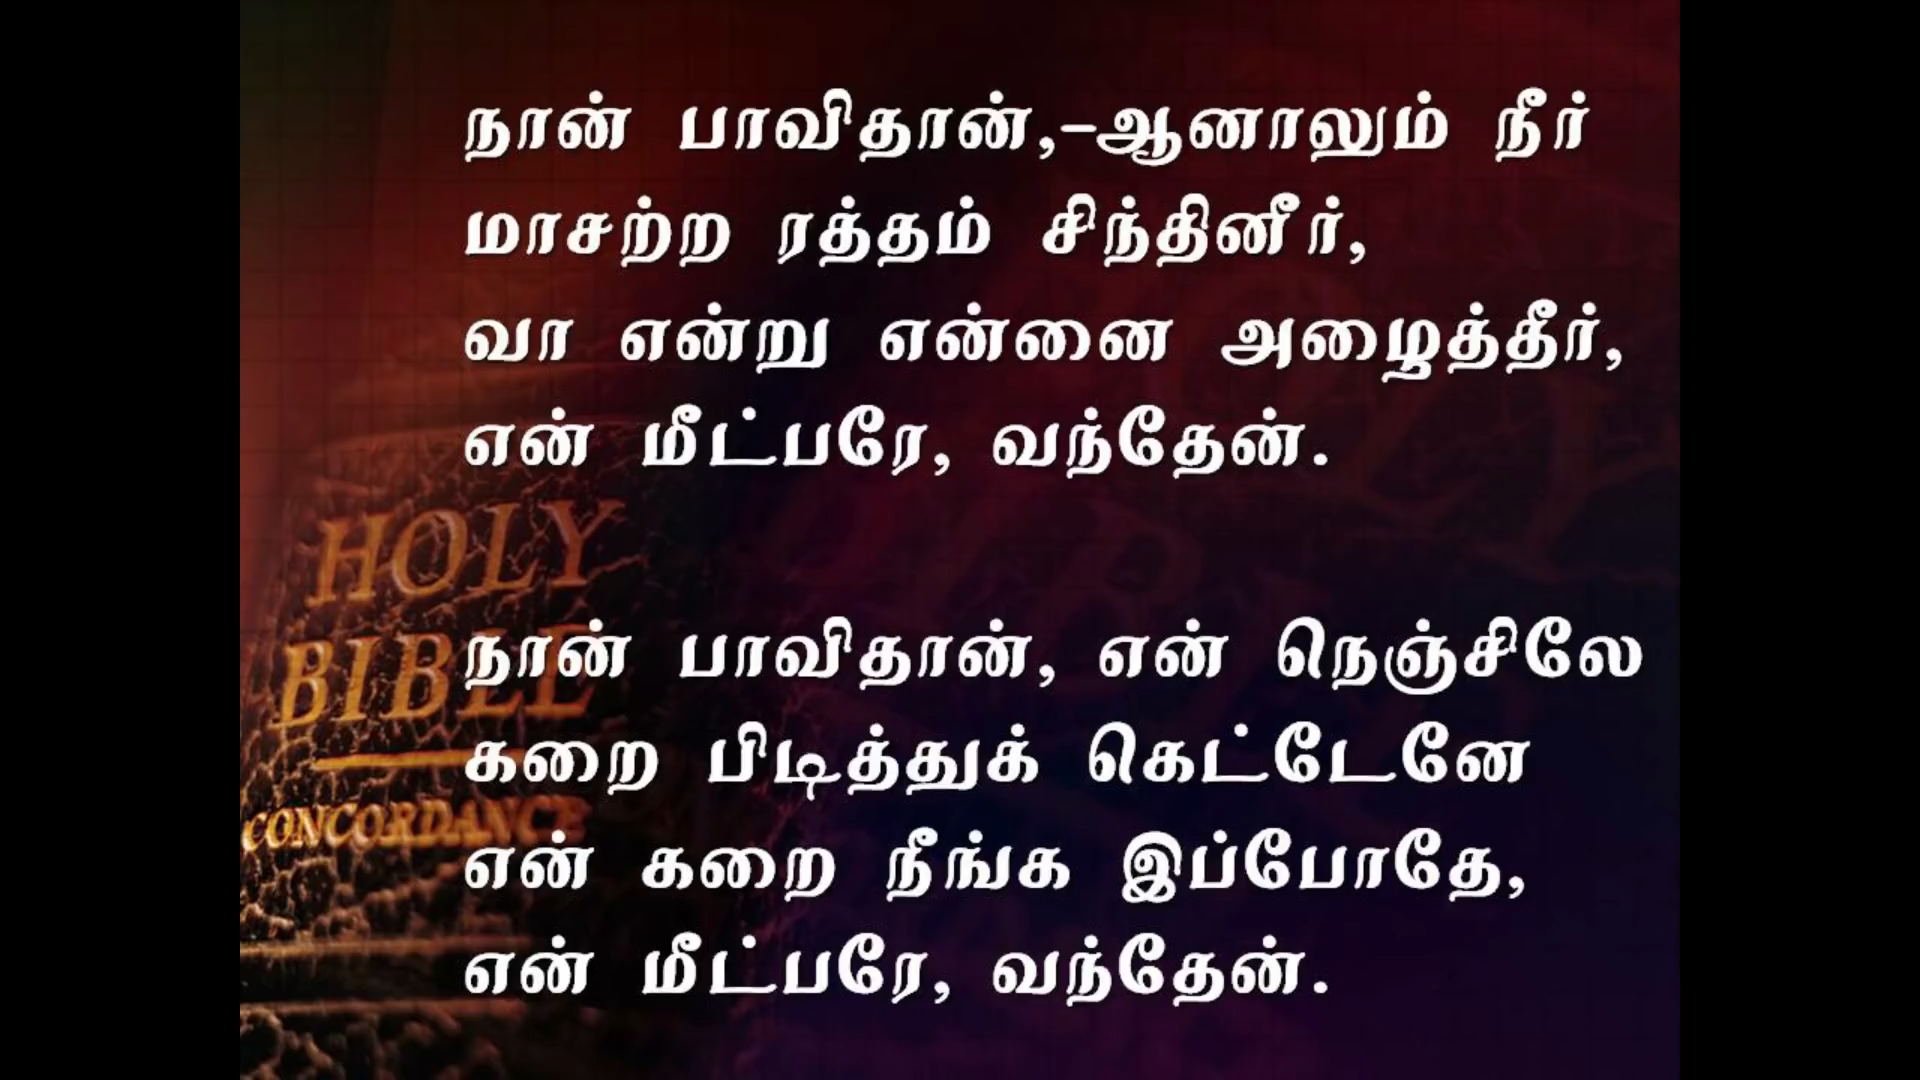 நான் பாவிதான்,-ஆனாலும் நீர்
மாசற்ற ரத்தம் சிந்தினீர்,
வா என்று என்னை அழைத்தீர்,
என் மீட்பரே, வந்தேன்.
நான் பாவிதான், என் நெஞ்சிலே
கறை பிடித்துக் கெட்டேனே
என் கறை நீங்க இப்போதே,
என் மீட்பரே, வந்தேன்.
HOLY
BIBLE
CONCORDANCE